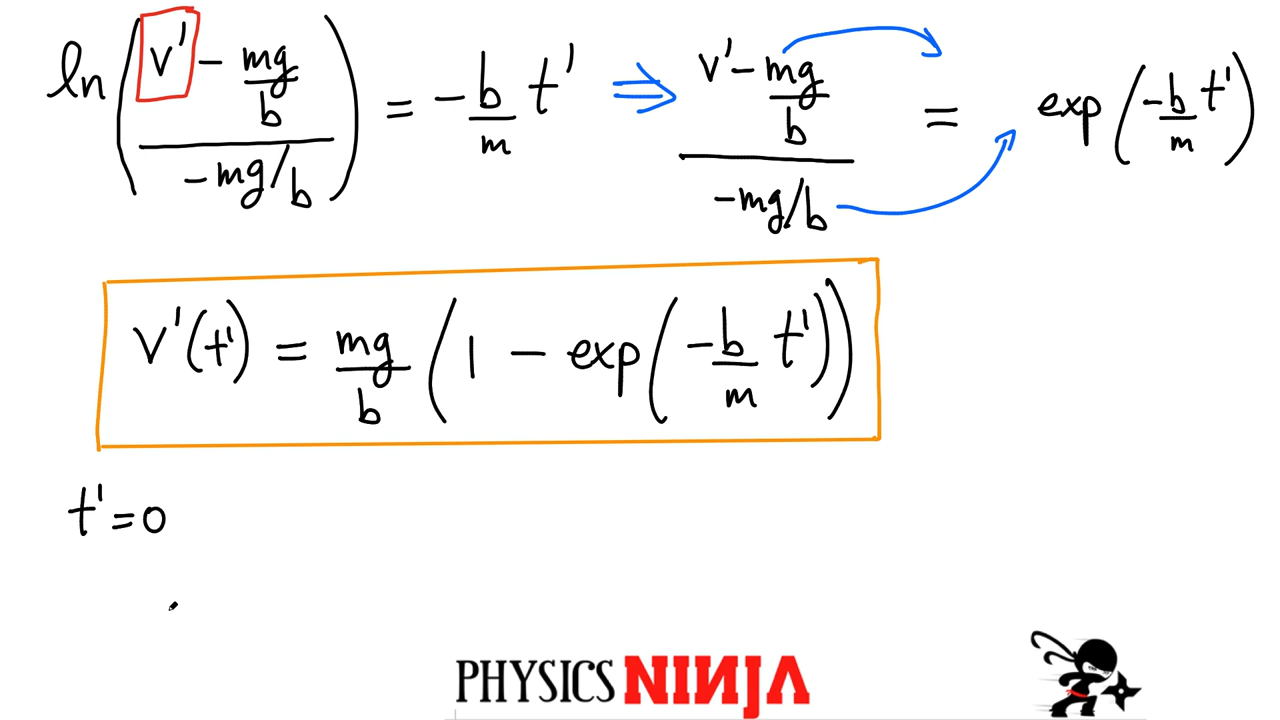 ln((v' - mg/b)/(-mg/b)) = -b/m t' ⇒ (v' - mg/b)/(-mg/b) = exp(-b/m t')
v'(t') = mg/b (1 - exp(-b/m t'))
t' = 0
PHYSICS NINJA